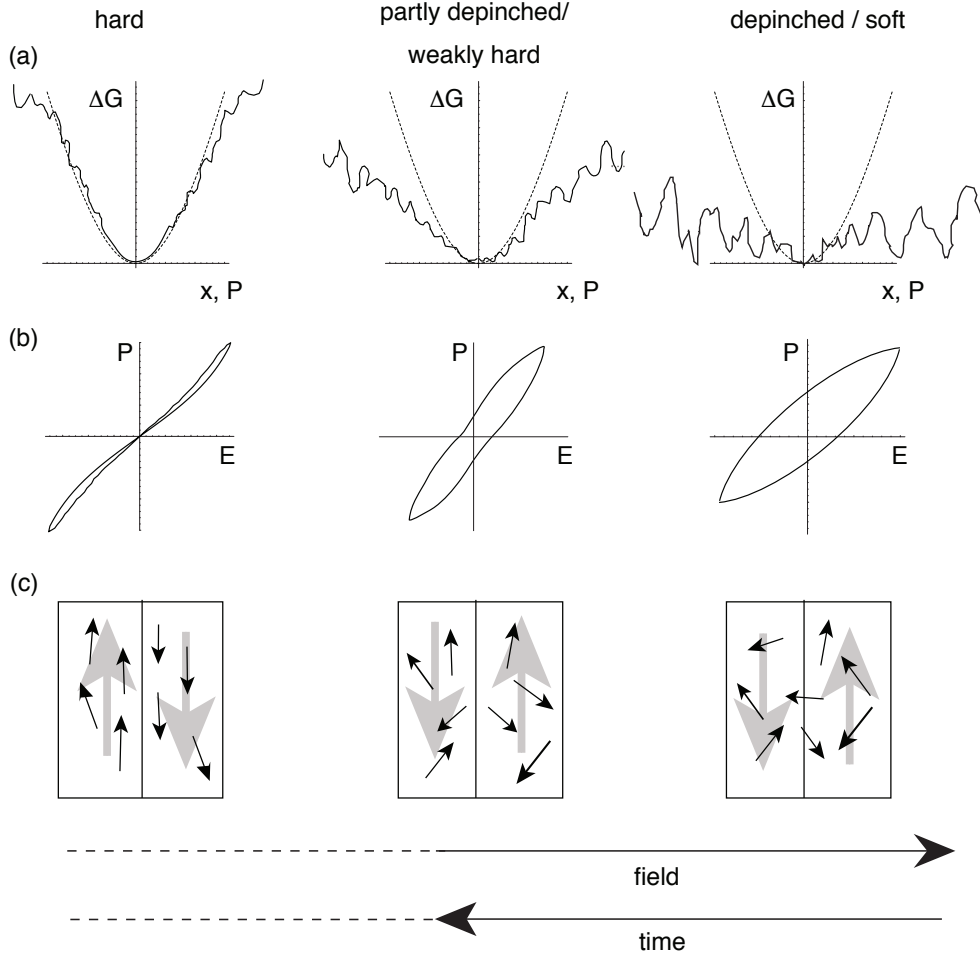 hard
partly depinched/
weakly hard
depinched / soft
(a)
ΔG
ΔG
ΔG
x, P
x, P
x, P
(b)
P
P
P
E
E
E
(c)
field
time